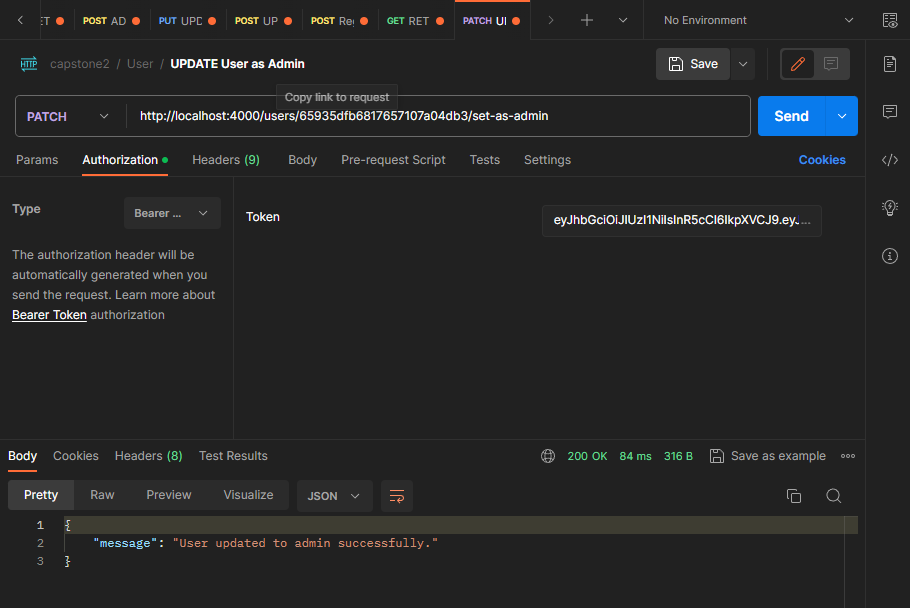 ET POST AD PUT UPD POST UP POST Re GET RET PATCH UI No Environment
HTTP capstone2 / User / UPDATE User as Admin Save
Copy link to request
PATCH http://localhost:4000/users/65935dfb6817657107a04db3/set-as-admin Send
Params Authorization Headers (9) Body Pre-request Script Tests Settings Cookies
Type Bearer ... Token eyJhbGciOiJIUzI1NiIsInR5cCI6IkpXVCJ9.eyJ...
The authorization header will be
automatically generated when you
send the request. Learn more about
Bearer Token authorization
Body Cookies Headers (8) Test Results 200 OK 84 ms 316 B Save as example
Pretty Raw Preview Visualize JSON
1 {
2 "message": "User updated to admin successfully."
3 }